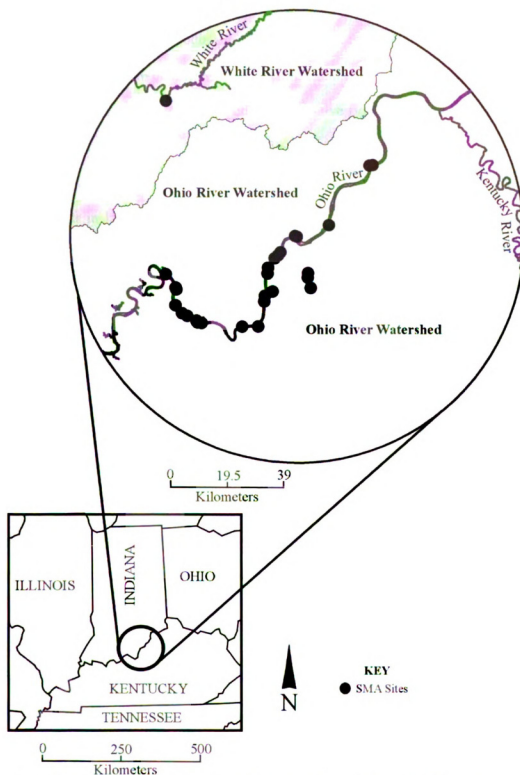 White River
White River Watershed
Ohio River Watershed
Ohio River
Kentucky River
Ohio River Watershed
0 19.5 39
Kilometers
ILLINOIS
INDIANA
OHIO
KENTUCKY
TENNESSEE
N
KEY
SMA Sites
0 250 500
Kilometers